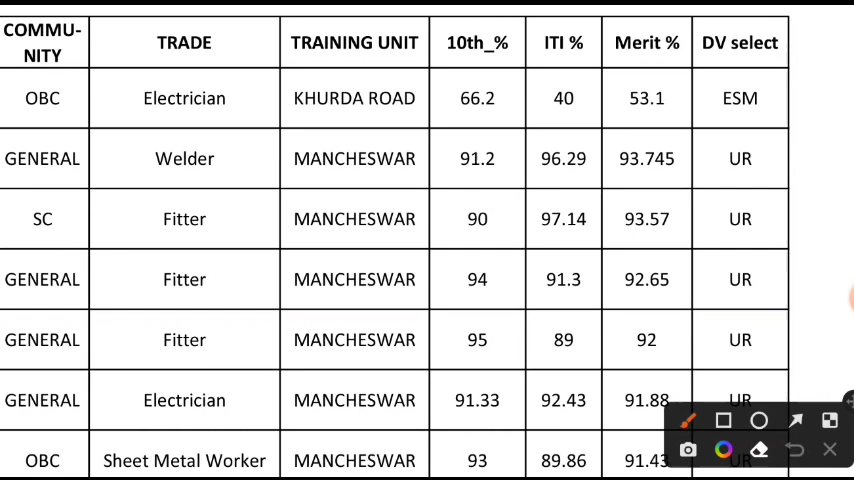 COMMU-
NITY TRADE TRAINING UNIT 10th_% ITI % Merit % DV select
OBC Electrician KHURDA ROAD 66.2 40 53.1 ESM
GENERAL Welder MANCHESWAR 91.2 96.29 93.745 UR
SC Fitter MANCHESWAR 90 97.14 93.57 UR
GENERAL Fitter MANCHESWAR 94 91.3 92.65 UR
GENERAL Fitter MANCHESWAR 95 89 92 UR
GENERAL Electrician MANCHESWAR 91.33 92.43 91.88 UR
OBC Sheet Metal Worker MANCHESWAR 93 89.86 91.43 UR